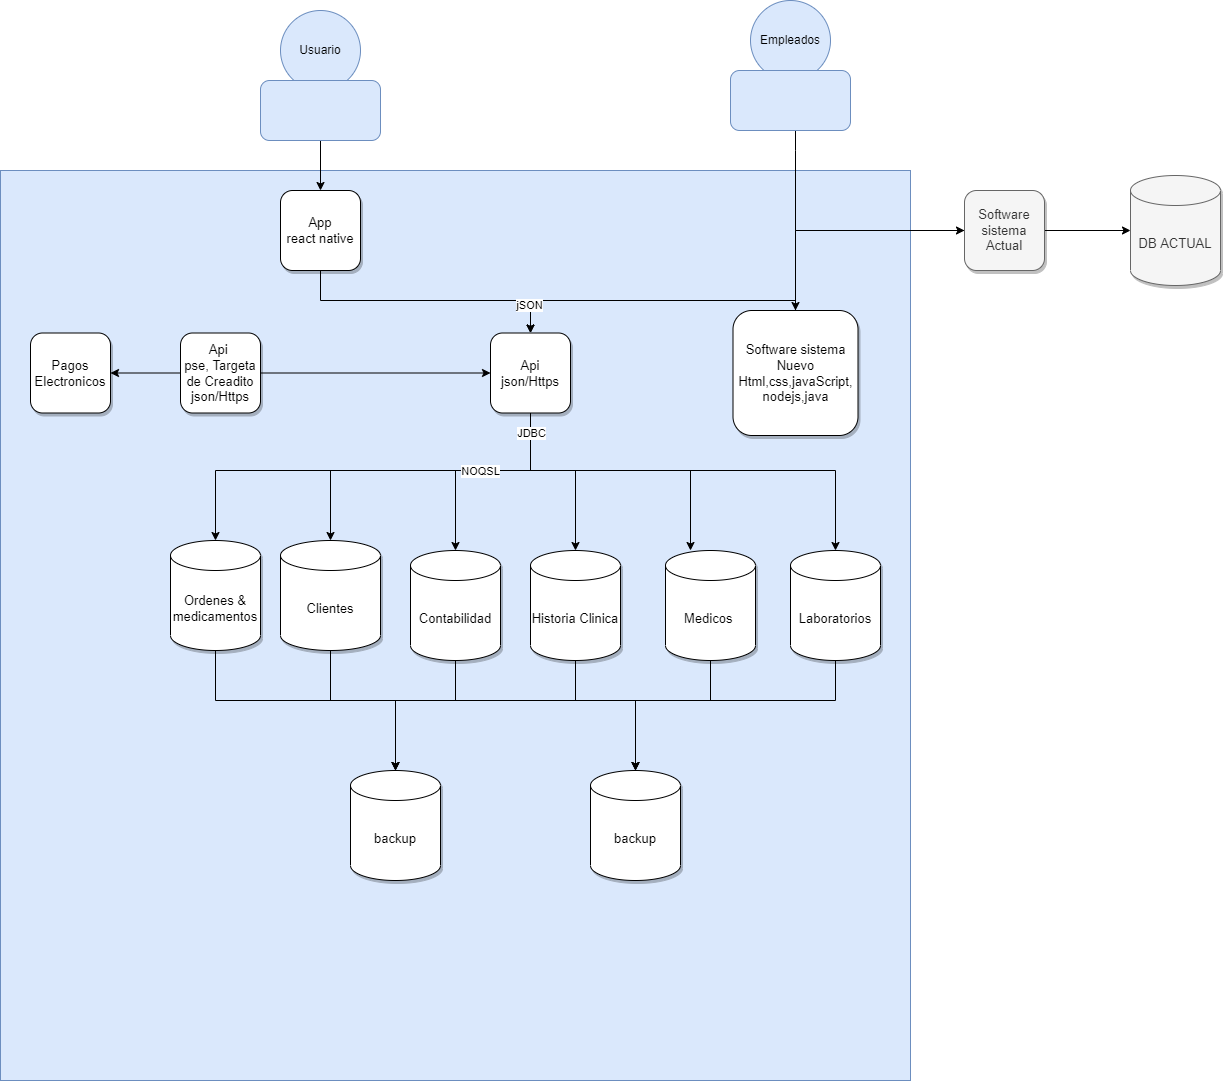 Usuario
Empleados
App
react native
Software
sistema
Actual
DB ACTUAL
jSON
Pagos
Electronicos
Api
pse, Targeta
de Creadito
json/Https
Api
json/Https
Software sistema
Nuevo
Html,css,javaScript,
nodejs,java
JDBC
NOQSL
Ordenes &
medicamentos
Clientes
Contabilidad
Historia Clinica
Medicos
Laboratorios
backup
backup